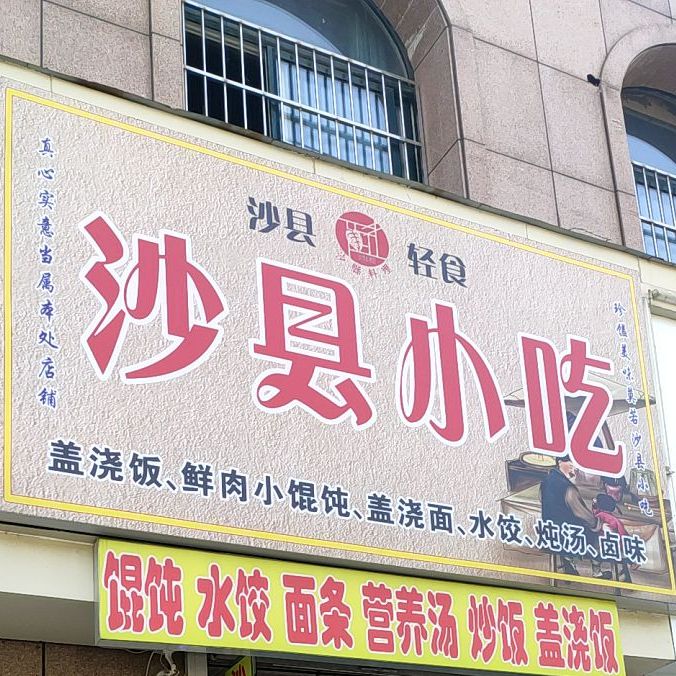 沙县 轻食
沙县小吃
真心实意当属本处店铺
珍馐美味莫若沙县小吃
盖浇饭、鲜肉小馄饨、盖浇面、水饺、炖汤、卤味
馄饨 水饺 面条 营养汤 炒饭 盖浇饭